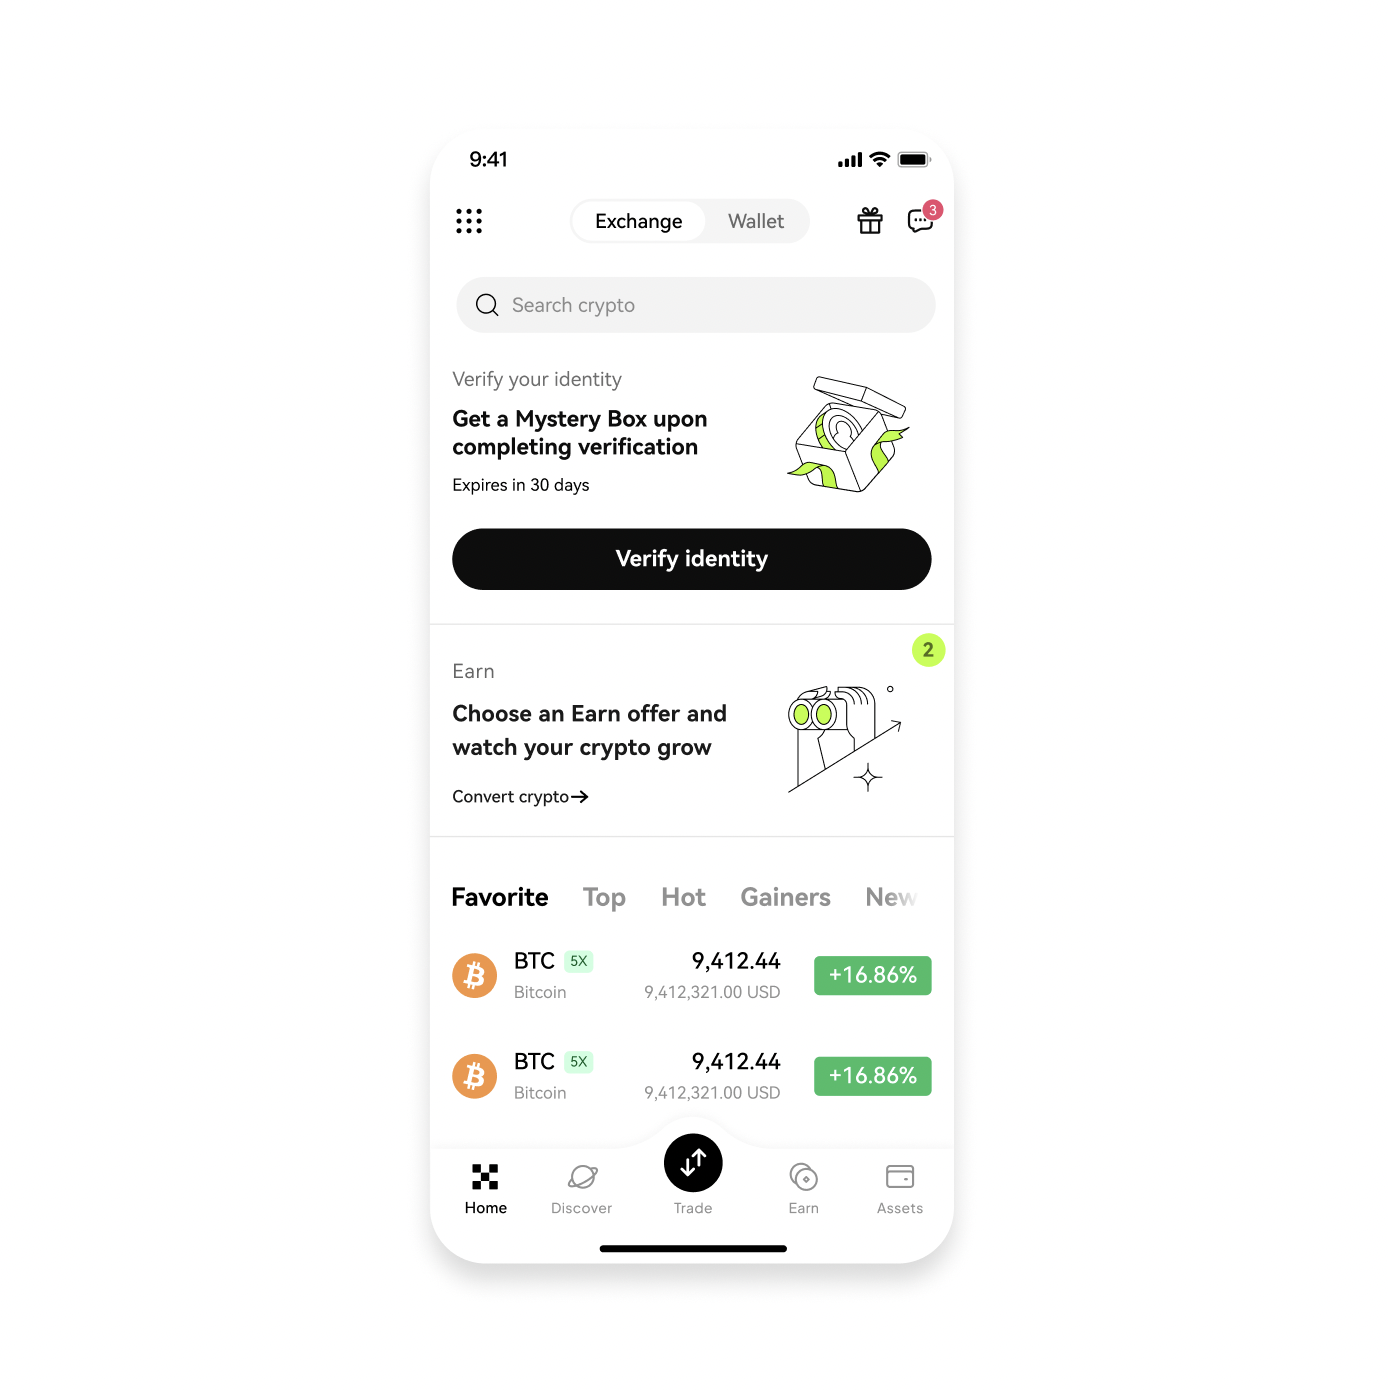 9:41
Exchange
Wallet
3
Search crypto
Verify your identity
Get a Mystery Box upon
completing verification
Expires in 30 days
Verify identity
2
Earn
Choose an Earn offer and
watch your crypto grow
Convert crypto→
Favorite Top Hot Gainers New
BTC 5X 9,412.44
Bitcoin 9,412,321.00 USD
+16.86%
BTC 5X 9,412.44
Bitcoin 9,412,321.00 USD
+16.86%
Home Discover Trade Earn Assets